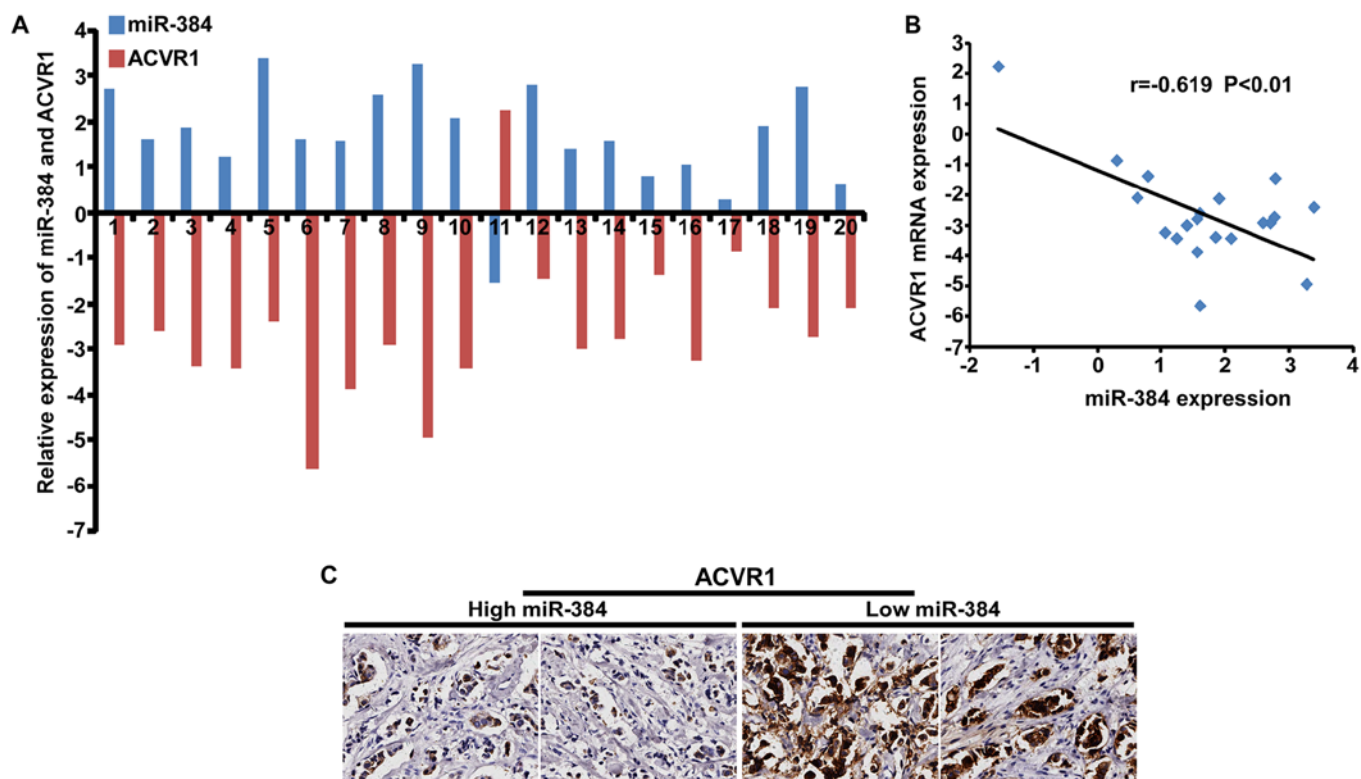 A
miR-384
ACVR1
Relative expression of miR-384 and ACVR1
4
3
2
1
0
-1
-2
-3
-4
-5
-6
-7
1 2 3 4 5 6 7 8 9 10 11 12 13 14 15 16 17 18 19 20
B
r=-0.619 P<0.01
ACVR1 mRNA expression
3
2
1
0
-1
-2
-3
-4
-5
-6
-7
-2 -1 0 1 2 3 4
miR-384 expression
C
ACVR1
High miR-384 Low miR-384